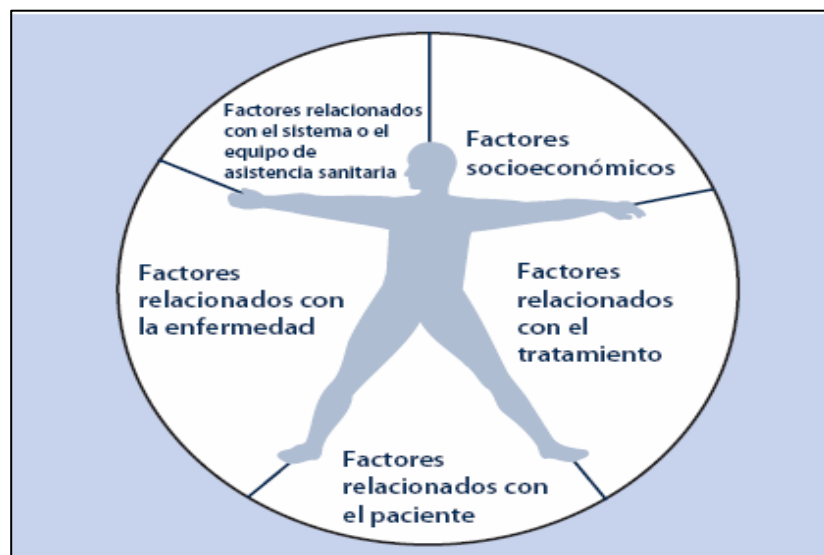 Factores relacionados
con el sistema o el
equipo de
asistencia sanitaria
Factores
socioeconómicos
Factores
relacionados con
la enfermedad
Factores
relacionados
con el
tratamiento
Factores
relacionados con
el paciente